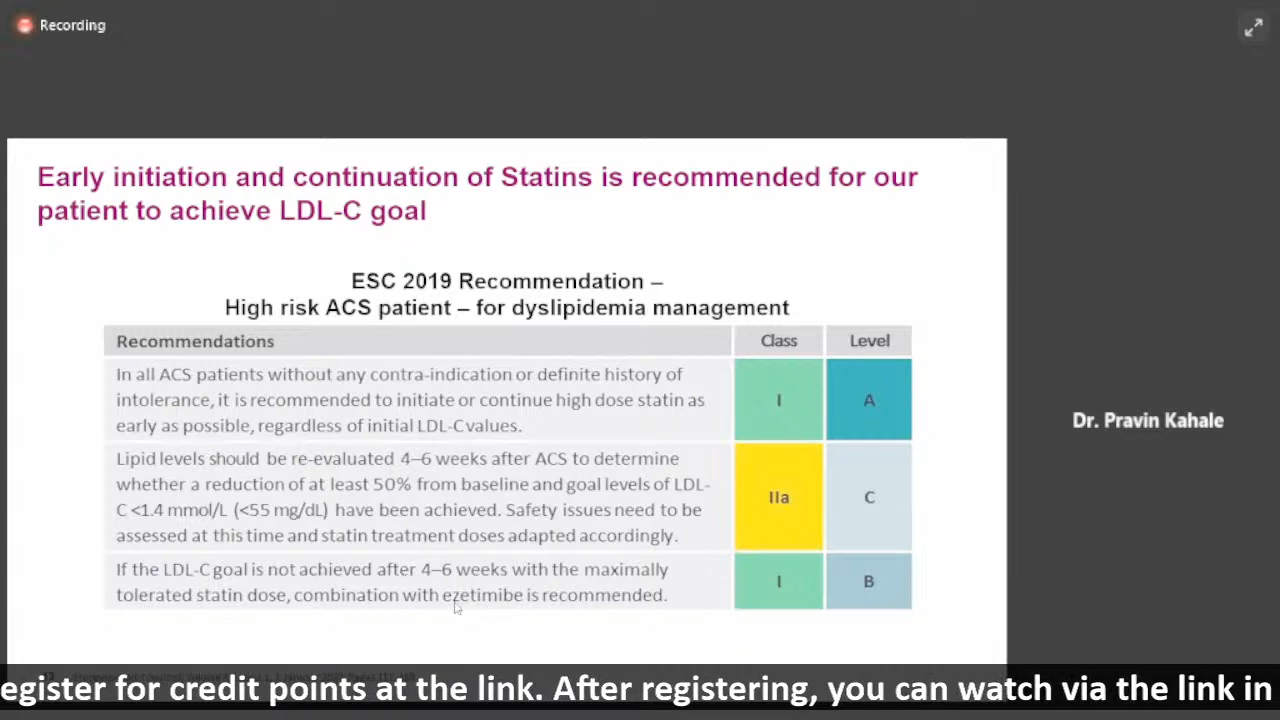 Recording
Early initiation and continuation of Statins is recommended for our
patient to achieve LDL-C goal
ESC 2019 Recommendation –
High risk ACS patient – for dyslipidemia management
Recommendations Class Level
In all ACS patients without any contra-indication or definite history of
intolerance, it is recommended to initiate or continue high dose statin as
early as possible, regardless of initial LDL-C values.
I A
Lipid levels should be re-evaluated 4–6 weeks after ACS to determine
whether a reduction of at least 50% from baseline and goal levels of LDL-
C <1.4 mmol/L (<55 mg/dL) have been achieved. Safety issues need to be
assessed at this time and statin treatment doses adapted accordingly.
IIa C
If the LDL-C goal is not achieved after 4–6 weeks with the maximally
tolerated statin dose, combination with ezetimibe is recommended.
I B
Dr. Pravin Kahale
egister for credit points at the link. After registering, you can watch via the link in